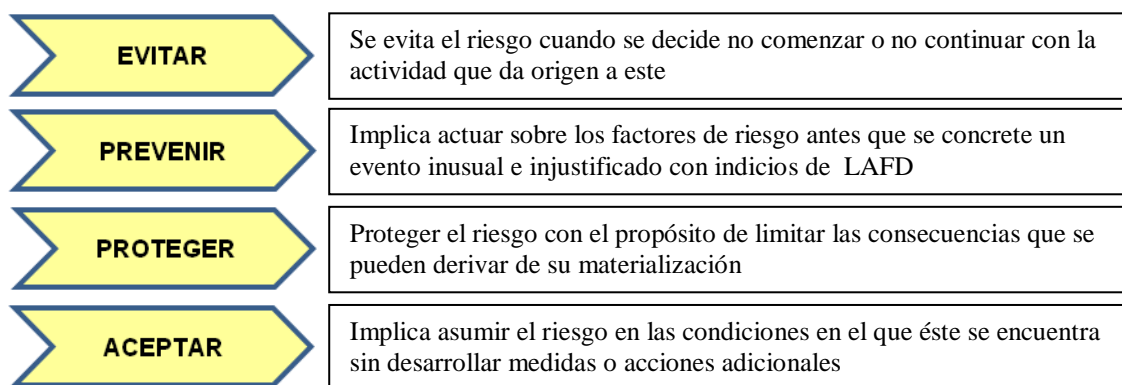 EVITAR
Se evita el riesgo cuando se decide no comenzar o no continuar con la
actividad que da origen a este
PREVENIR
Implica actuar sobre los factores de riesgo antes que se concrete un
evento inusual e injustificado con indicios de LAFD
PROTEGER
Proteger el riesgo con el propósito de limitar las consecuencias que se
pueden derivar de su materialización
ACEPTAR
Implica asumir el riesgo en las condiciones en el que éste se encuentra
sin desarrollar medidas o acciones adicionales